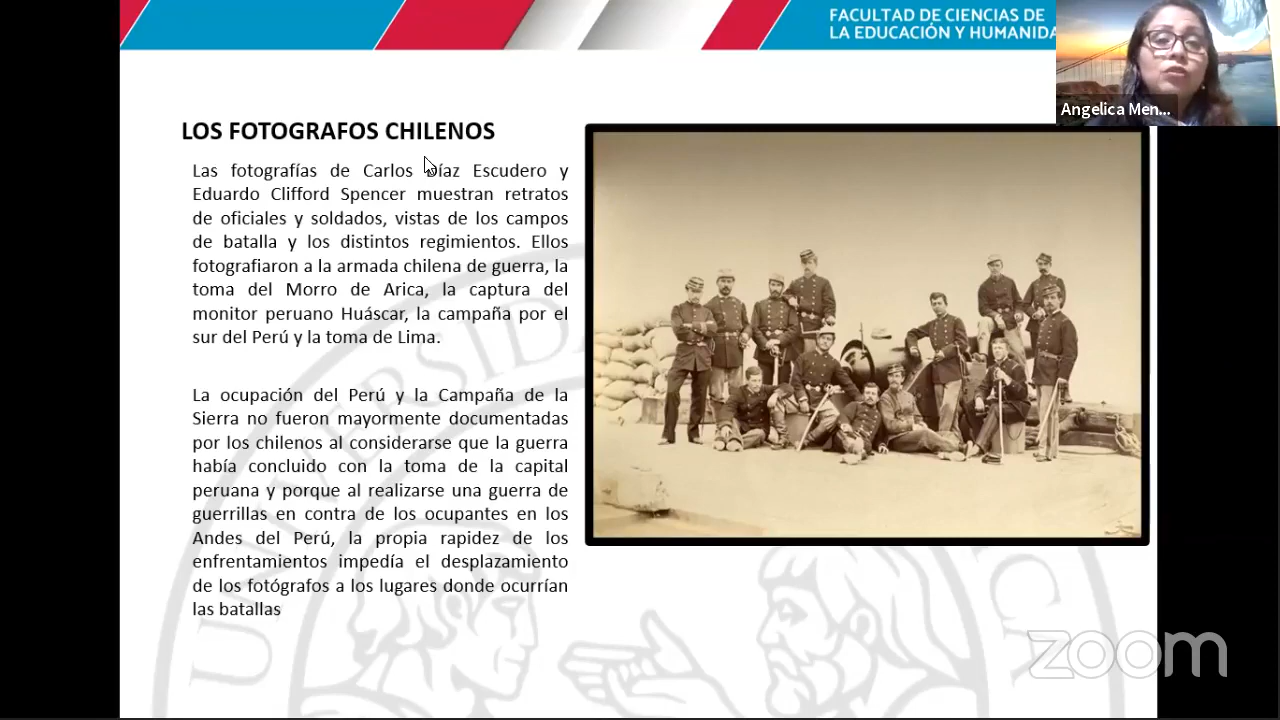 FACULTAD DE CIENCIAS DE
LA EDUCACIÓN Y HUMANIDA
Angelica Men...
LOS FOTOGRAFOS CHILENOS
Las fotografías de Carlos Díaz Escudero y
Eduardo Clifford Spencer muestran retratos
de oficiales y soldados, vistas de los campos
de batalla y los distintos regimientos. Ellos
fotografiaron a la armada chilena de guerra, la
toma del Morro de Arica, la captura del
monitor peruano Huáscar, la campaña por el
sur del Perú y la toma de Lima.
La ocupación del Perú y la Campaña de la
Sierra no fueron mayormente documentadas
por los chilenos al considerarse que la guerra
había concluido con la toma de la capital
peruana y porque al realizarse una guerra de
guerrillas en contra de los ocupantes en los
Andes del Perú, la propia rapidez de los
enfrentamientos impedía el desplazamiento
de los fotógrafos a los lugares donde ocurrían
las batallas
zoom